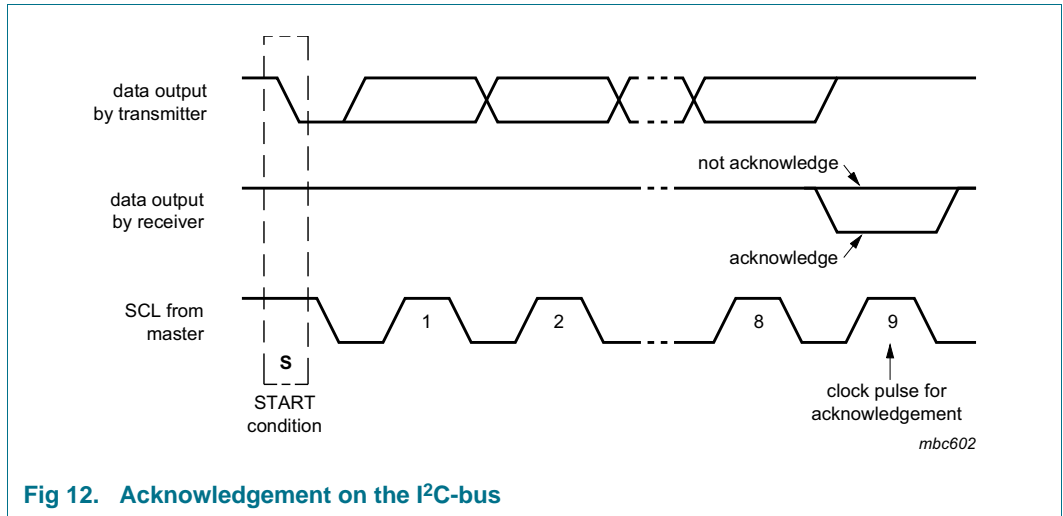 data output
by transmitter
not acknowledge
data output
by receiver
acknowledge
SCL from
master
1
2
8
9
S
START
condition
clock pulse for
acknowledgement
mbc602
Fig 12. Acknowledgement on the I²C-bus